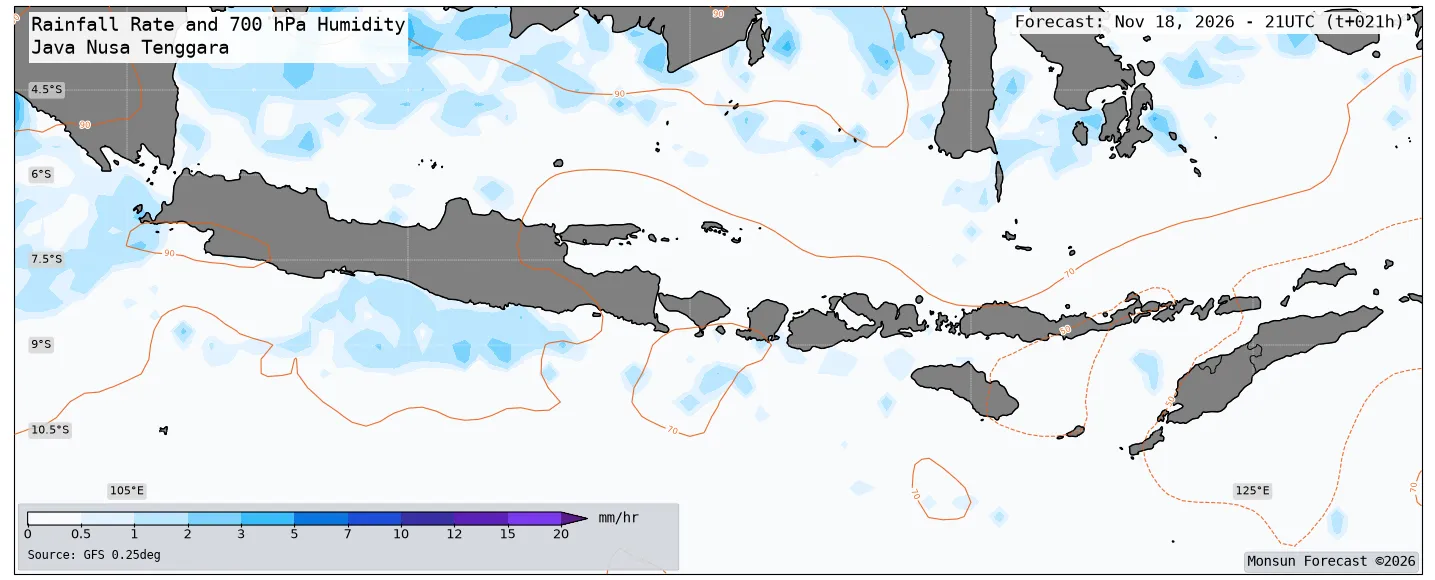 Rainfall Rate and 700 hPa Humidity
Java Nusa Tenggara
Forecast: Nov 18, 2026 - 21UTC (t+021h)
90
90
4.5°S
90
6°S
90
7.5°S
70
50
9°S
50
70
10.5°S
70
70
105°E
125°E
mm/hr
0 0.5 1 2 3 5 7 10 12 15 20
Source: GFS 0.25deg
Monsun Forecast ©2026